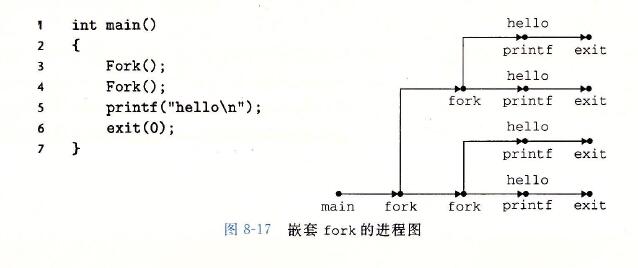 1 int main()
2 {
3 Fork();
4 Fork();
5 printf("hello\n");
6 exit(0);
7 }
hello
printf exit
hello
fork printf exit
hello
printf exit
hello
main fork fork printf exit
图 8-17 嵌套 fork 的进程图